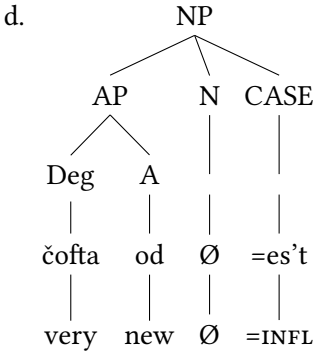 d. NP
AP N CASE
Deg A
čofta od Ø =es’t
very new Ø =INFL